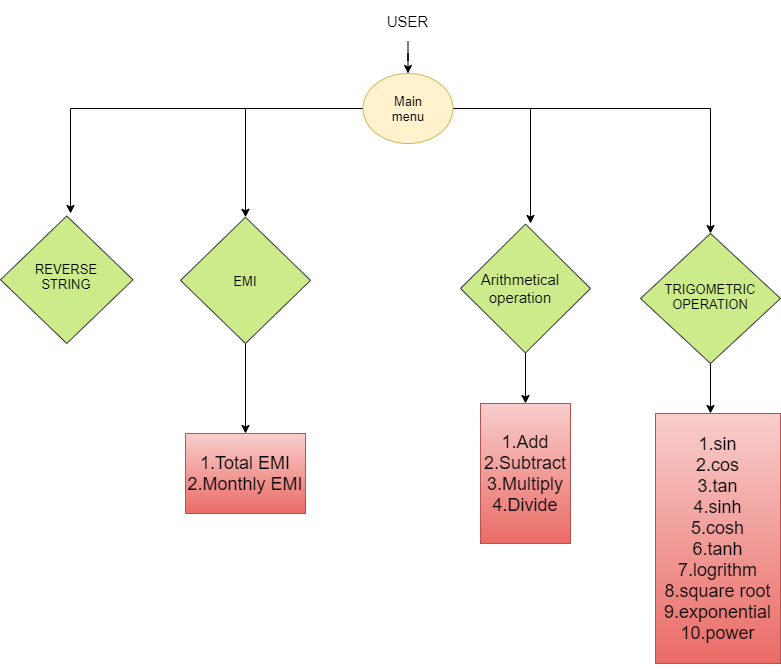 USER
Main
menu
REVERSE
STRING
EMI
Arithmetical
operation
TRIGOMETRIC
OPERATION
1.Total EMI
2.Monthly EMI
1.Add
2.Subtract
3.Multiply
4.Divide
1.sin
2.cos
3.tan
4.sinh
5.cosh
6.tanh
7.logrithm
8.square root
9.exponential
10.power